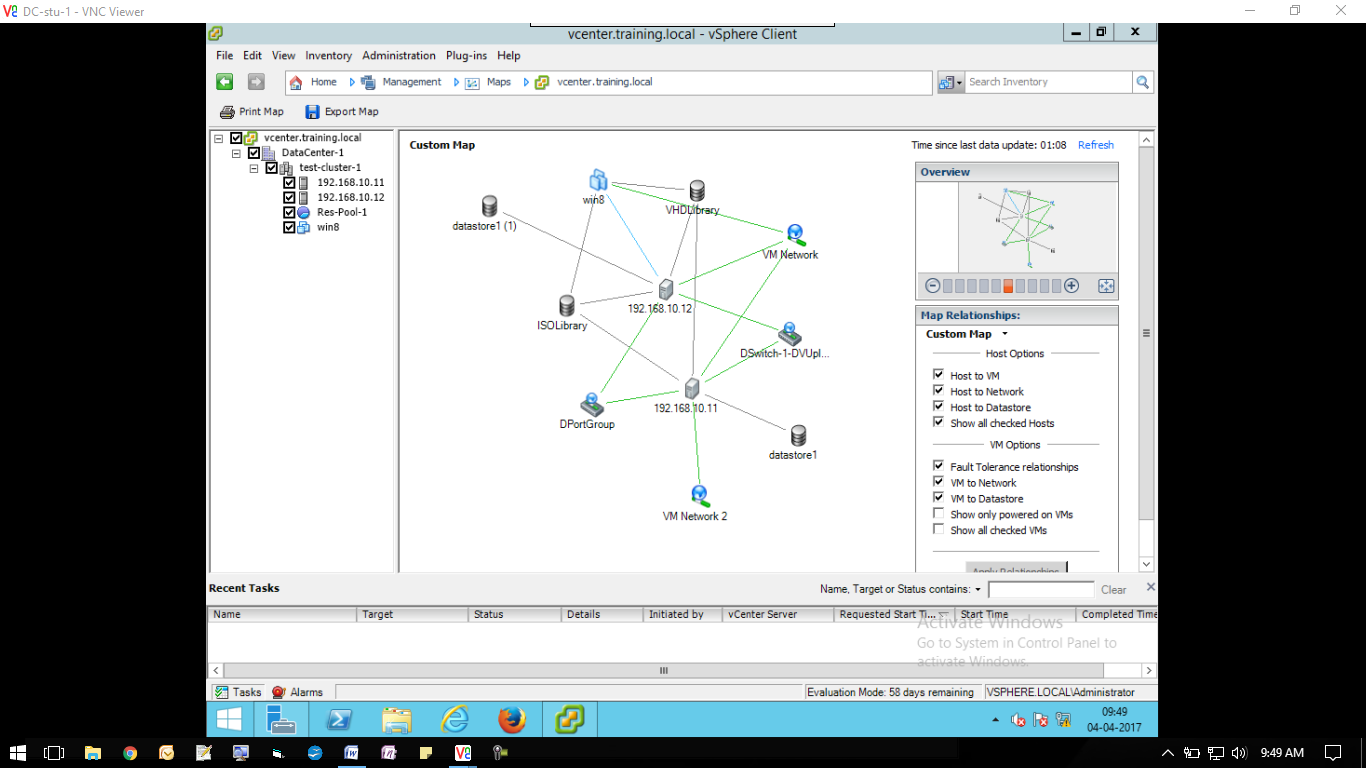 DC-stu-1 - VNC Viewer
vcenter.training.local - vSphere Client
File Edit View Inventory Administration Plug-ins Help
Home Management Maps vcenter.training.local
Search Inventory
Print Map Export Map
vcenter.training.local
DataCenter-1
test-cluster-1
192.168.10.11
192.168.10.12
Res-Pool-1
win8
Custom Map
Time since last data update: 01:08 Refresh
win8
VHDLibrary
datastore1 (1)
VM Network
192.168.10.12
ISOLibrary
DSwitch-1-DVUpl...
192.168.10.11
DPortGroup
datastore1
VM Network 2
Overview
Map Relationships:
Custom Map
Host Options
Host to VM
Host to Network
Host to Datastore
Show all checked Hosts
VM Options
Fault Tolerance relationships
VM to Network
VM to Datastore
Show only powered on VMs
Show all checked VMs
Apply Relationships
Recent Tasks
Name, Target or Status contains: Clear
Name Target Status Details Initiated by vCenter Server Requested Start Ti... Start Time Completed Time
Activate Windows
Go to System in Control Panel to
activate Windows.
Tasks Alarms
Evaluation Mode: 58 days remaining VSPHERE.LOCAL\Administrator
09:49
04-04-2017
9:49 AM